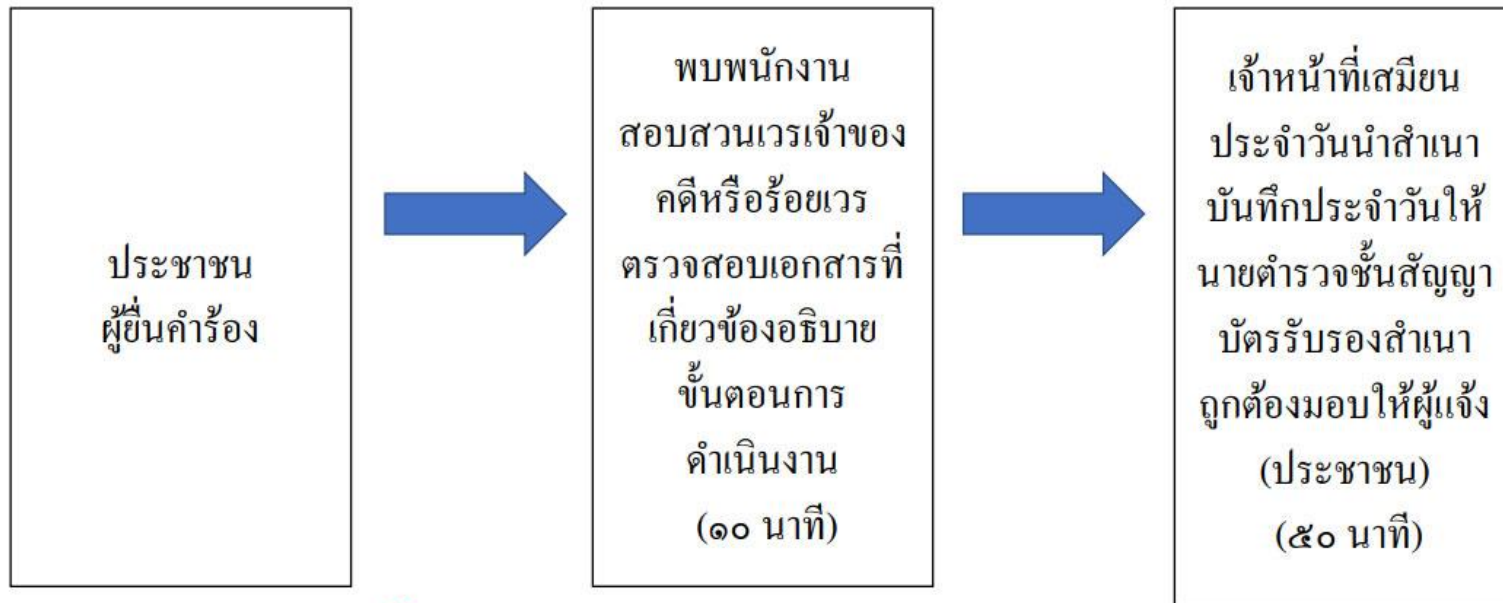 ประชาชน
ผู้ยื่นคำร้อง
พบพนักงาน
สอบสวนเวรเจ้าของ
คดีหรือร้อยเวร
ตรวจสอบเอกสารที่
เกี่ยวข้องอธิบาย
ขั้นตอนการ
ดำเนินงาน
(๑๐ นาที)
เจ้าหน้าที่เสมียน
ประจำวันนำสำเนา
บันทึกประจำวันให้
นายตำรวจชั้นสัญญา
บัตรรับรองสำเนา
ถูกต้องมอบให้ผู้แจ้ง
(ประชาชน)
(๕๐ นาที)